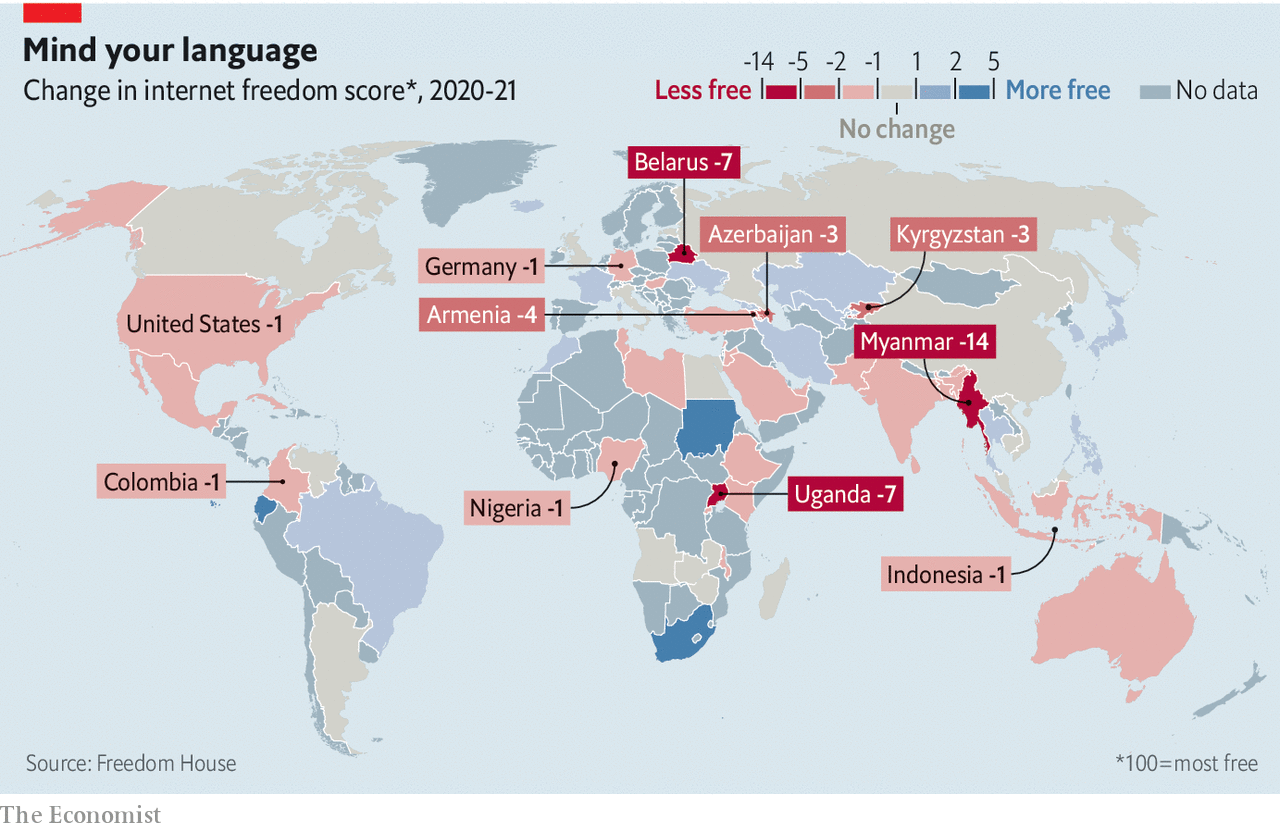 Mind your language
Change in internet freedom score*, 2020-21
-14 -5 -2 -1 1 2 5
Less free More free No data
No change
Belarus -7
Azerbaijan -3
Kyrgyzstan -3
Germany -1
Armenia -4
United States -1
Myanmar -14
Colombia -1
Nigeria -1
Uganda -7
Indonesia -1
Source: Freedom House
*100=most free
The Economist